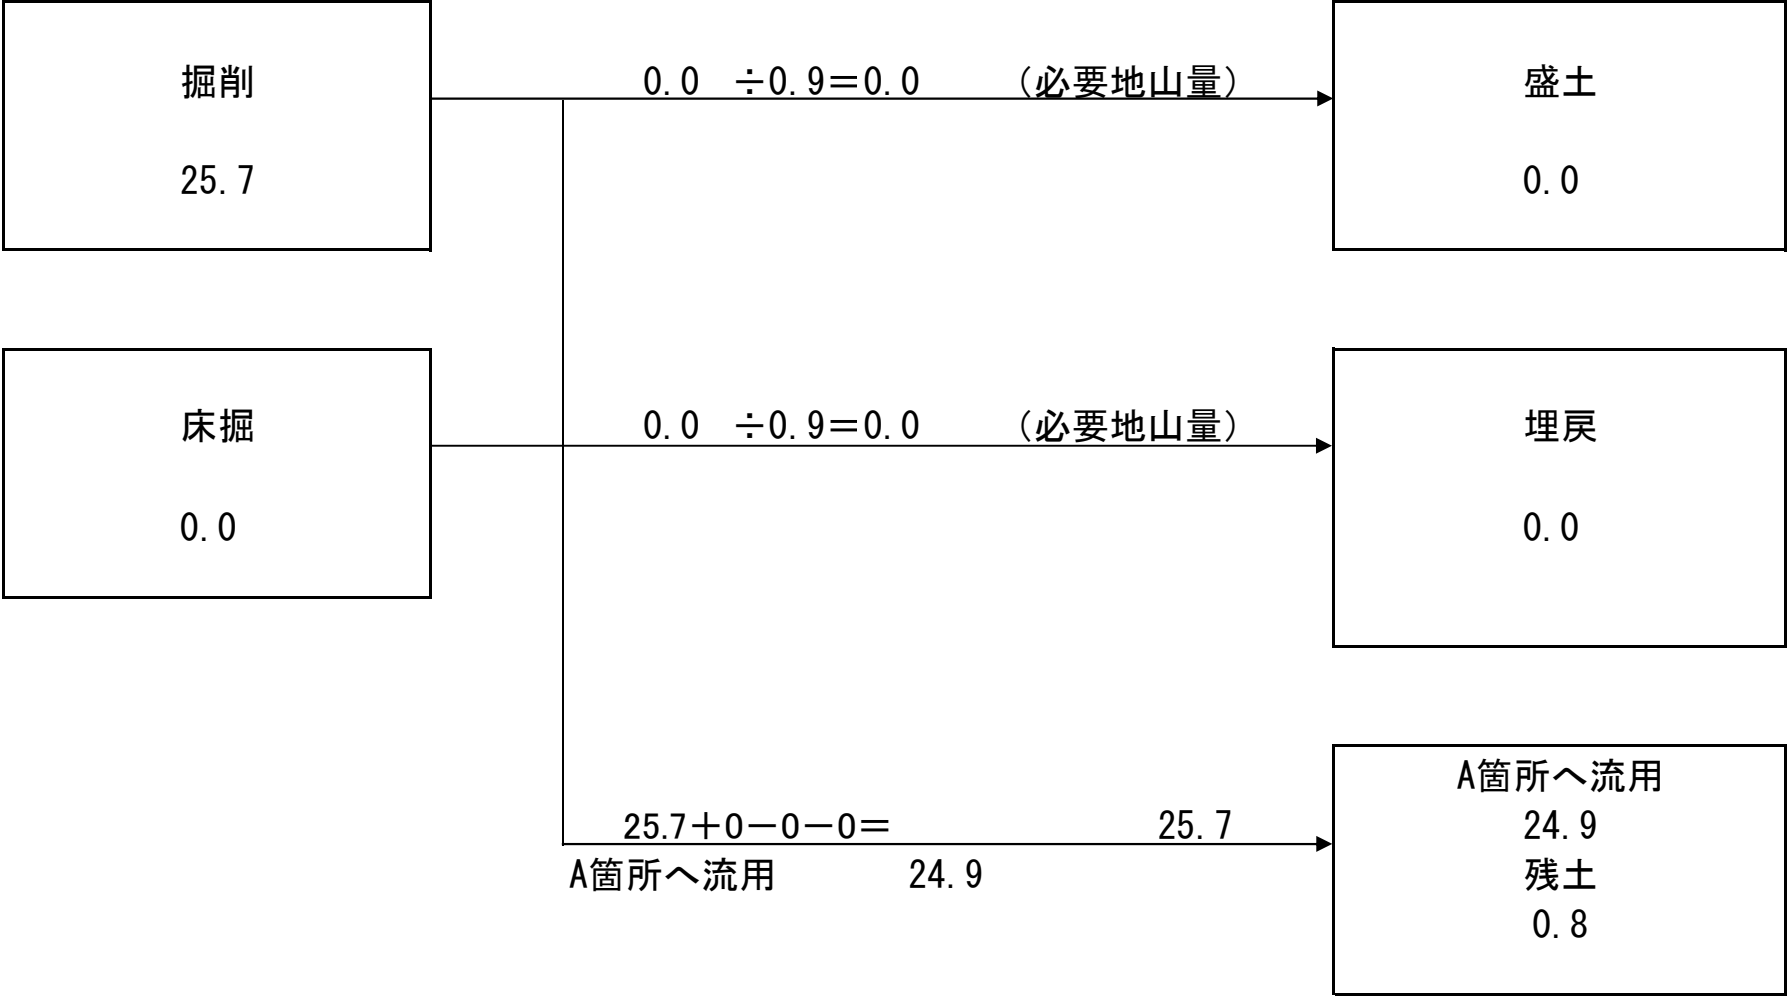 掘削
25.7
0.0 ÷0.9＝0.0 （必要地山量）
盛土
0.0
床掘
0.0
0.0 ÷0.9＝0.0 （必要地山量）
埋戻
0.0
25.7＋0－0－0＝ 25.7
A箇所へ流用 24.9
A箇所へ流用
24.9
残土
0.8